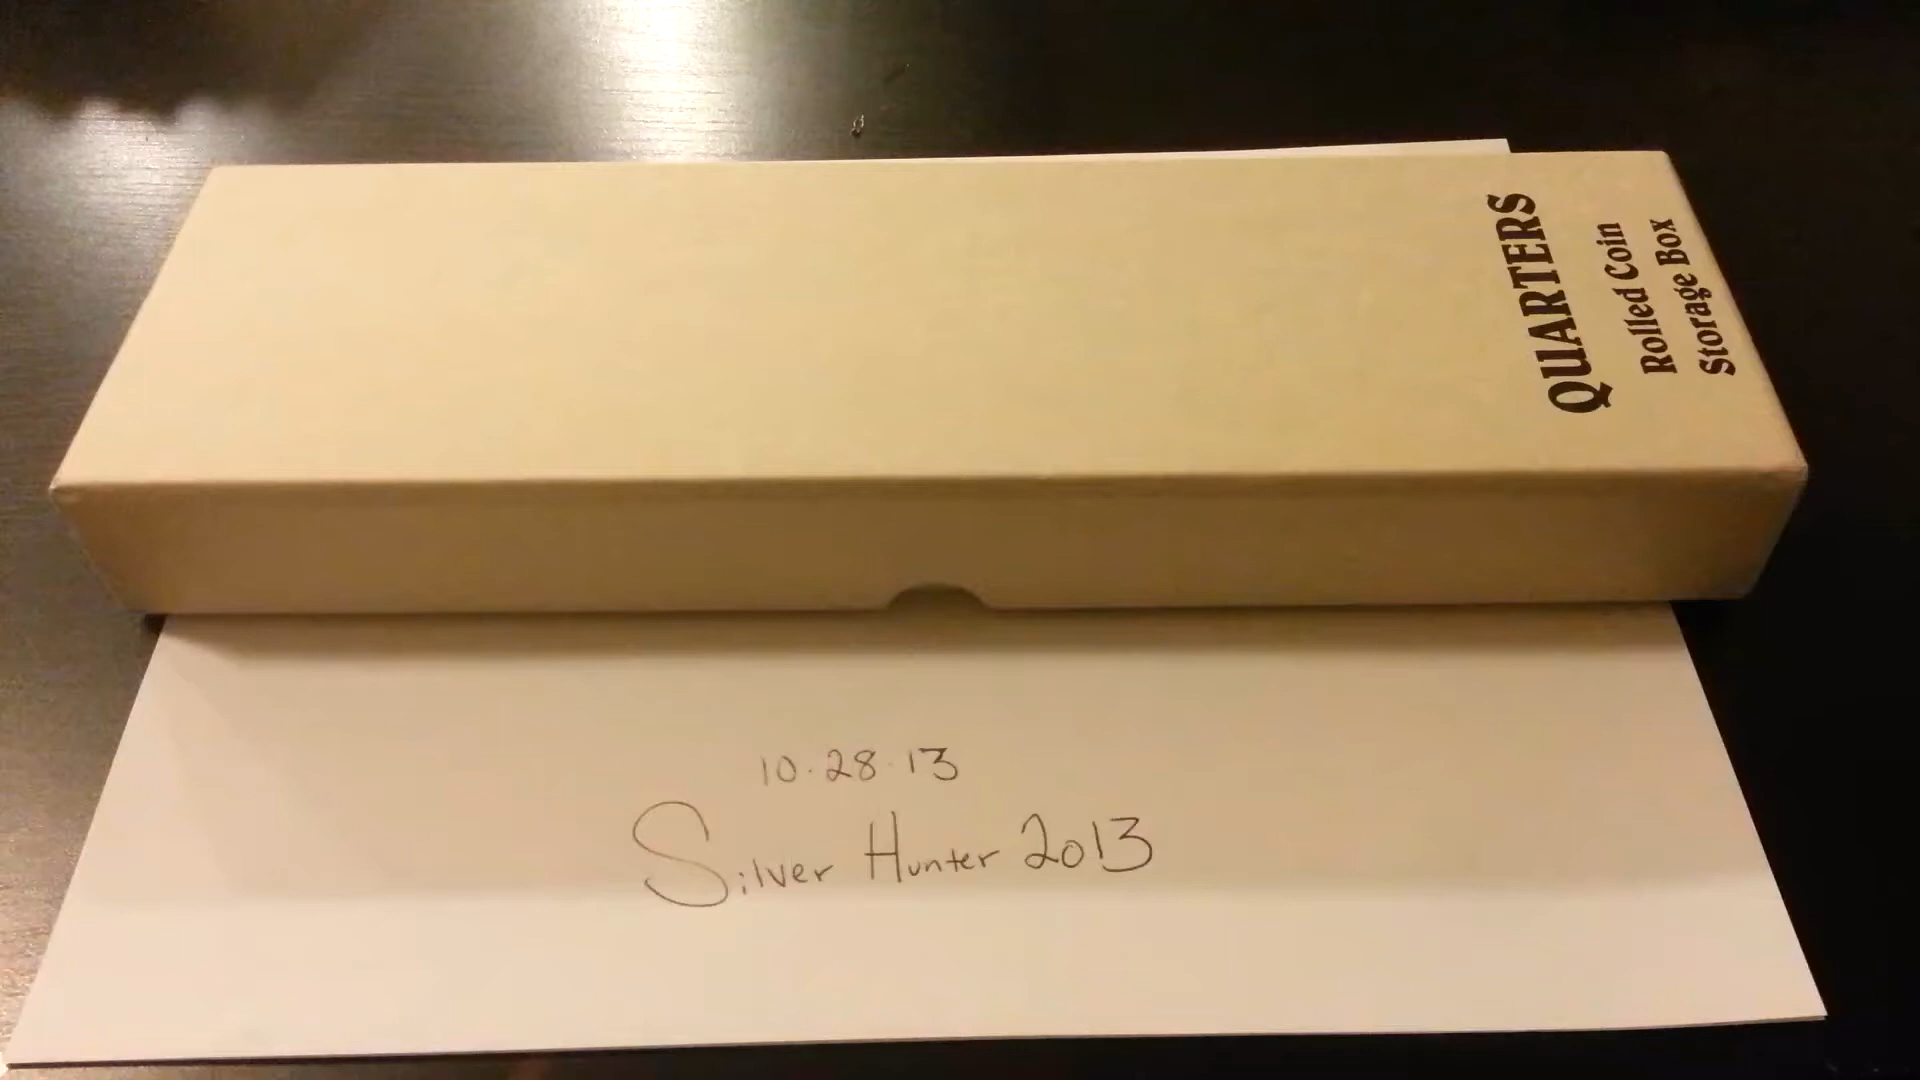 QUARTERS
Rolled Coin
Storage Box
10.28.13
Silver Hunter 2013